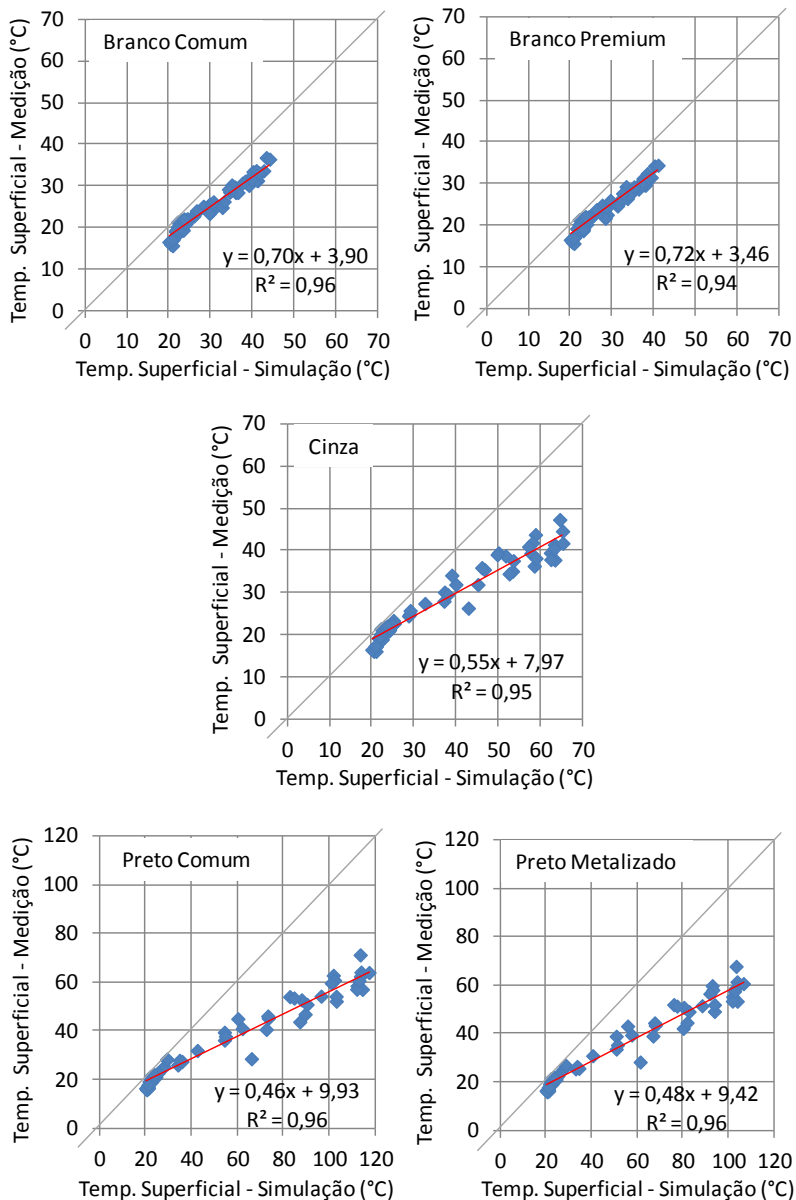 Branco Comum
Temp. Superficial - Medição (°C)
70
60
50
40
30
20
10
0
y = 0,70x + 3,90
R² = 0,96
0 10 20 30 40 50 60 70
Temp. Superficial - Simulação (°C)
Branco Premium
Temp. Superficial - Medição (°C)
70
60
50
40
30
20
10
0
y = 0,72x + 3,46
R² = 0,94
0 10 20 30 40 50 60 70
Temp. Superficial - Simulação (°C)
Cinza
Temp. Superficial - Medição (°C)
70
60
50
40
30
20
10
0
y = 0,55x + 7,97
R² = 0,95
0 10 20 30 40 50 60 70
Temp. Superficial - Simulação (°C)
Preto Comum
Temp. Superficial - Medição (°C)
120
100
80
60
40
20
0
y = 0,46x + 9,93
R² = 0,96
0 20 40 60 80 100 120
Temp. Superficial - Simulação (°C)
Preto Metalizado
Temp. Superficial - Medição (°C)
120
100
80
60
40
20
0
y = 0,48x + 9,42
R² = 0,96
0 20 40 60 80 100 120
Temp. Superficial - Simulação (°C)